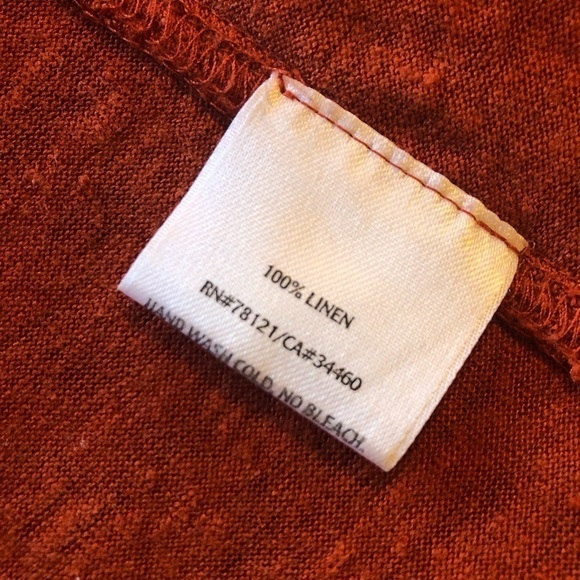 100% LINEN
RN#78121/CA#34460
HAND WASH COLD. NO BLEACH.